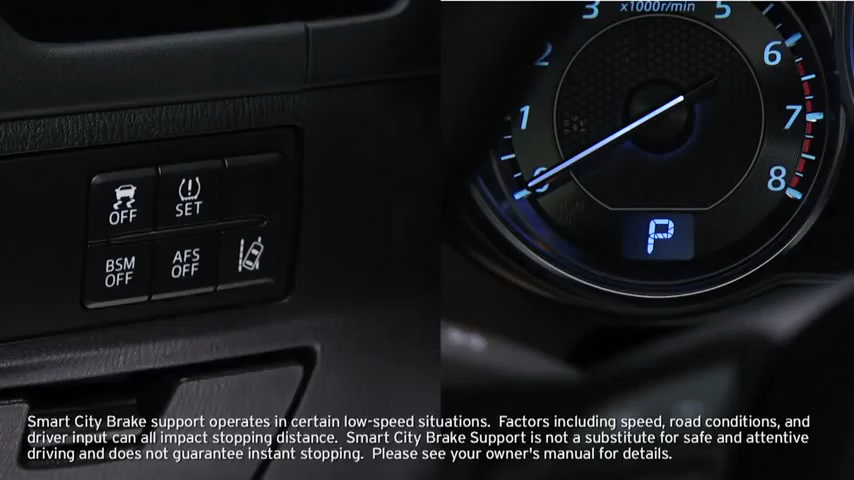 OFF
SET
BSM
OFF
AFS
OFF
x1000r/min
0
1
2
3
5
6
7
8
P
Smart City Brake support operates in certain low-speed situations.  Factors including speed, road conditions, and
driver input can all impact stopping distance.  Smart City Brake Support is not a substitute for safe and attentive
driving and does not guarantee instant stopping.  Please see your owner's manual for details.